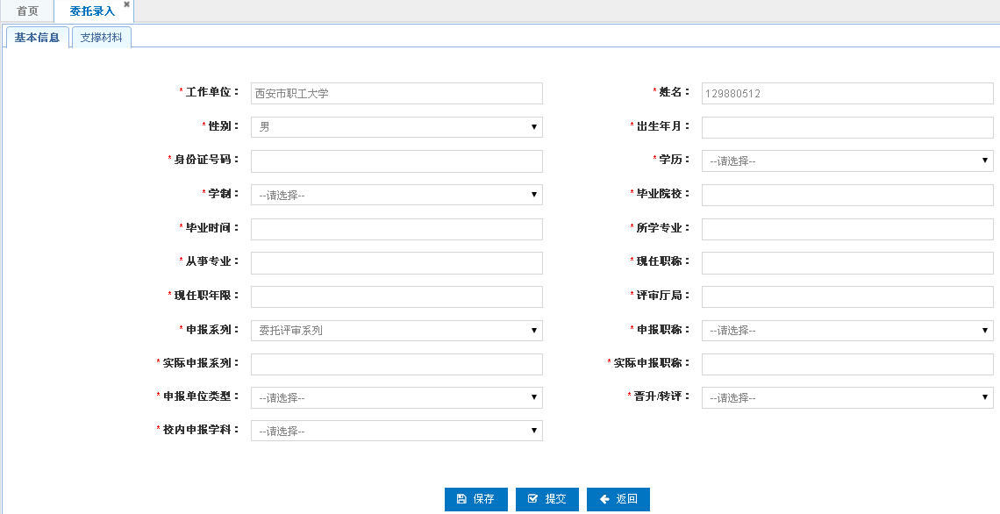 首页 委托录入
基本信息 支撑材料
*工作单位： 西安市职工大学 *姓名： 129880512
*性别： 男 *出生年月：
*身份证号码： *学历： --请选择--
*学制： --请选择-- *毕业院校：
*毕业时间： *所学专业：
*从事专业： *现任职称：
*现任职年限： *评审厅局：
*申报系列： 委托评审系列 *申报职称： --请选择--
*实际申报系列： *实际申报职称：
*申报单位类型： --请选择-- *晋升/转评： --请选择--
*校内申报学科： --请选择--
保存 提交 返回